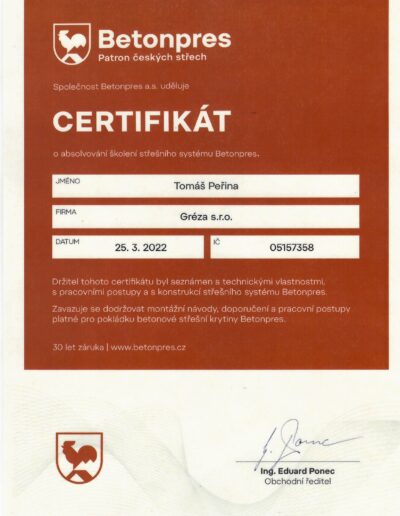 Betonpres
Patron českých střech
Společnost Betonpres a.s. uděluje
CERTIFIKÁT
o absolvování školení střešního systému Betonpres.
JMÉNO
Tomáš Peřina
FIRMA
Gréza s.r.o.
DATUM
25. 3. 2022
IČ
05157358
Držitel tohoto certifikátu byl seznámen s technickými vlastnostmi,
s pracovními postupy a s konstrukcí střešního systému Betonpres.
Zavazuje se dodržovat montážní návody, doporučení a pracovní postupy
platné pro pokládku betonové střešní krytiny Betonpres.
30 let záruka | www.betonpres.cz
Ing. Eduard Ponec
Obchodní ředitel